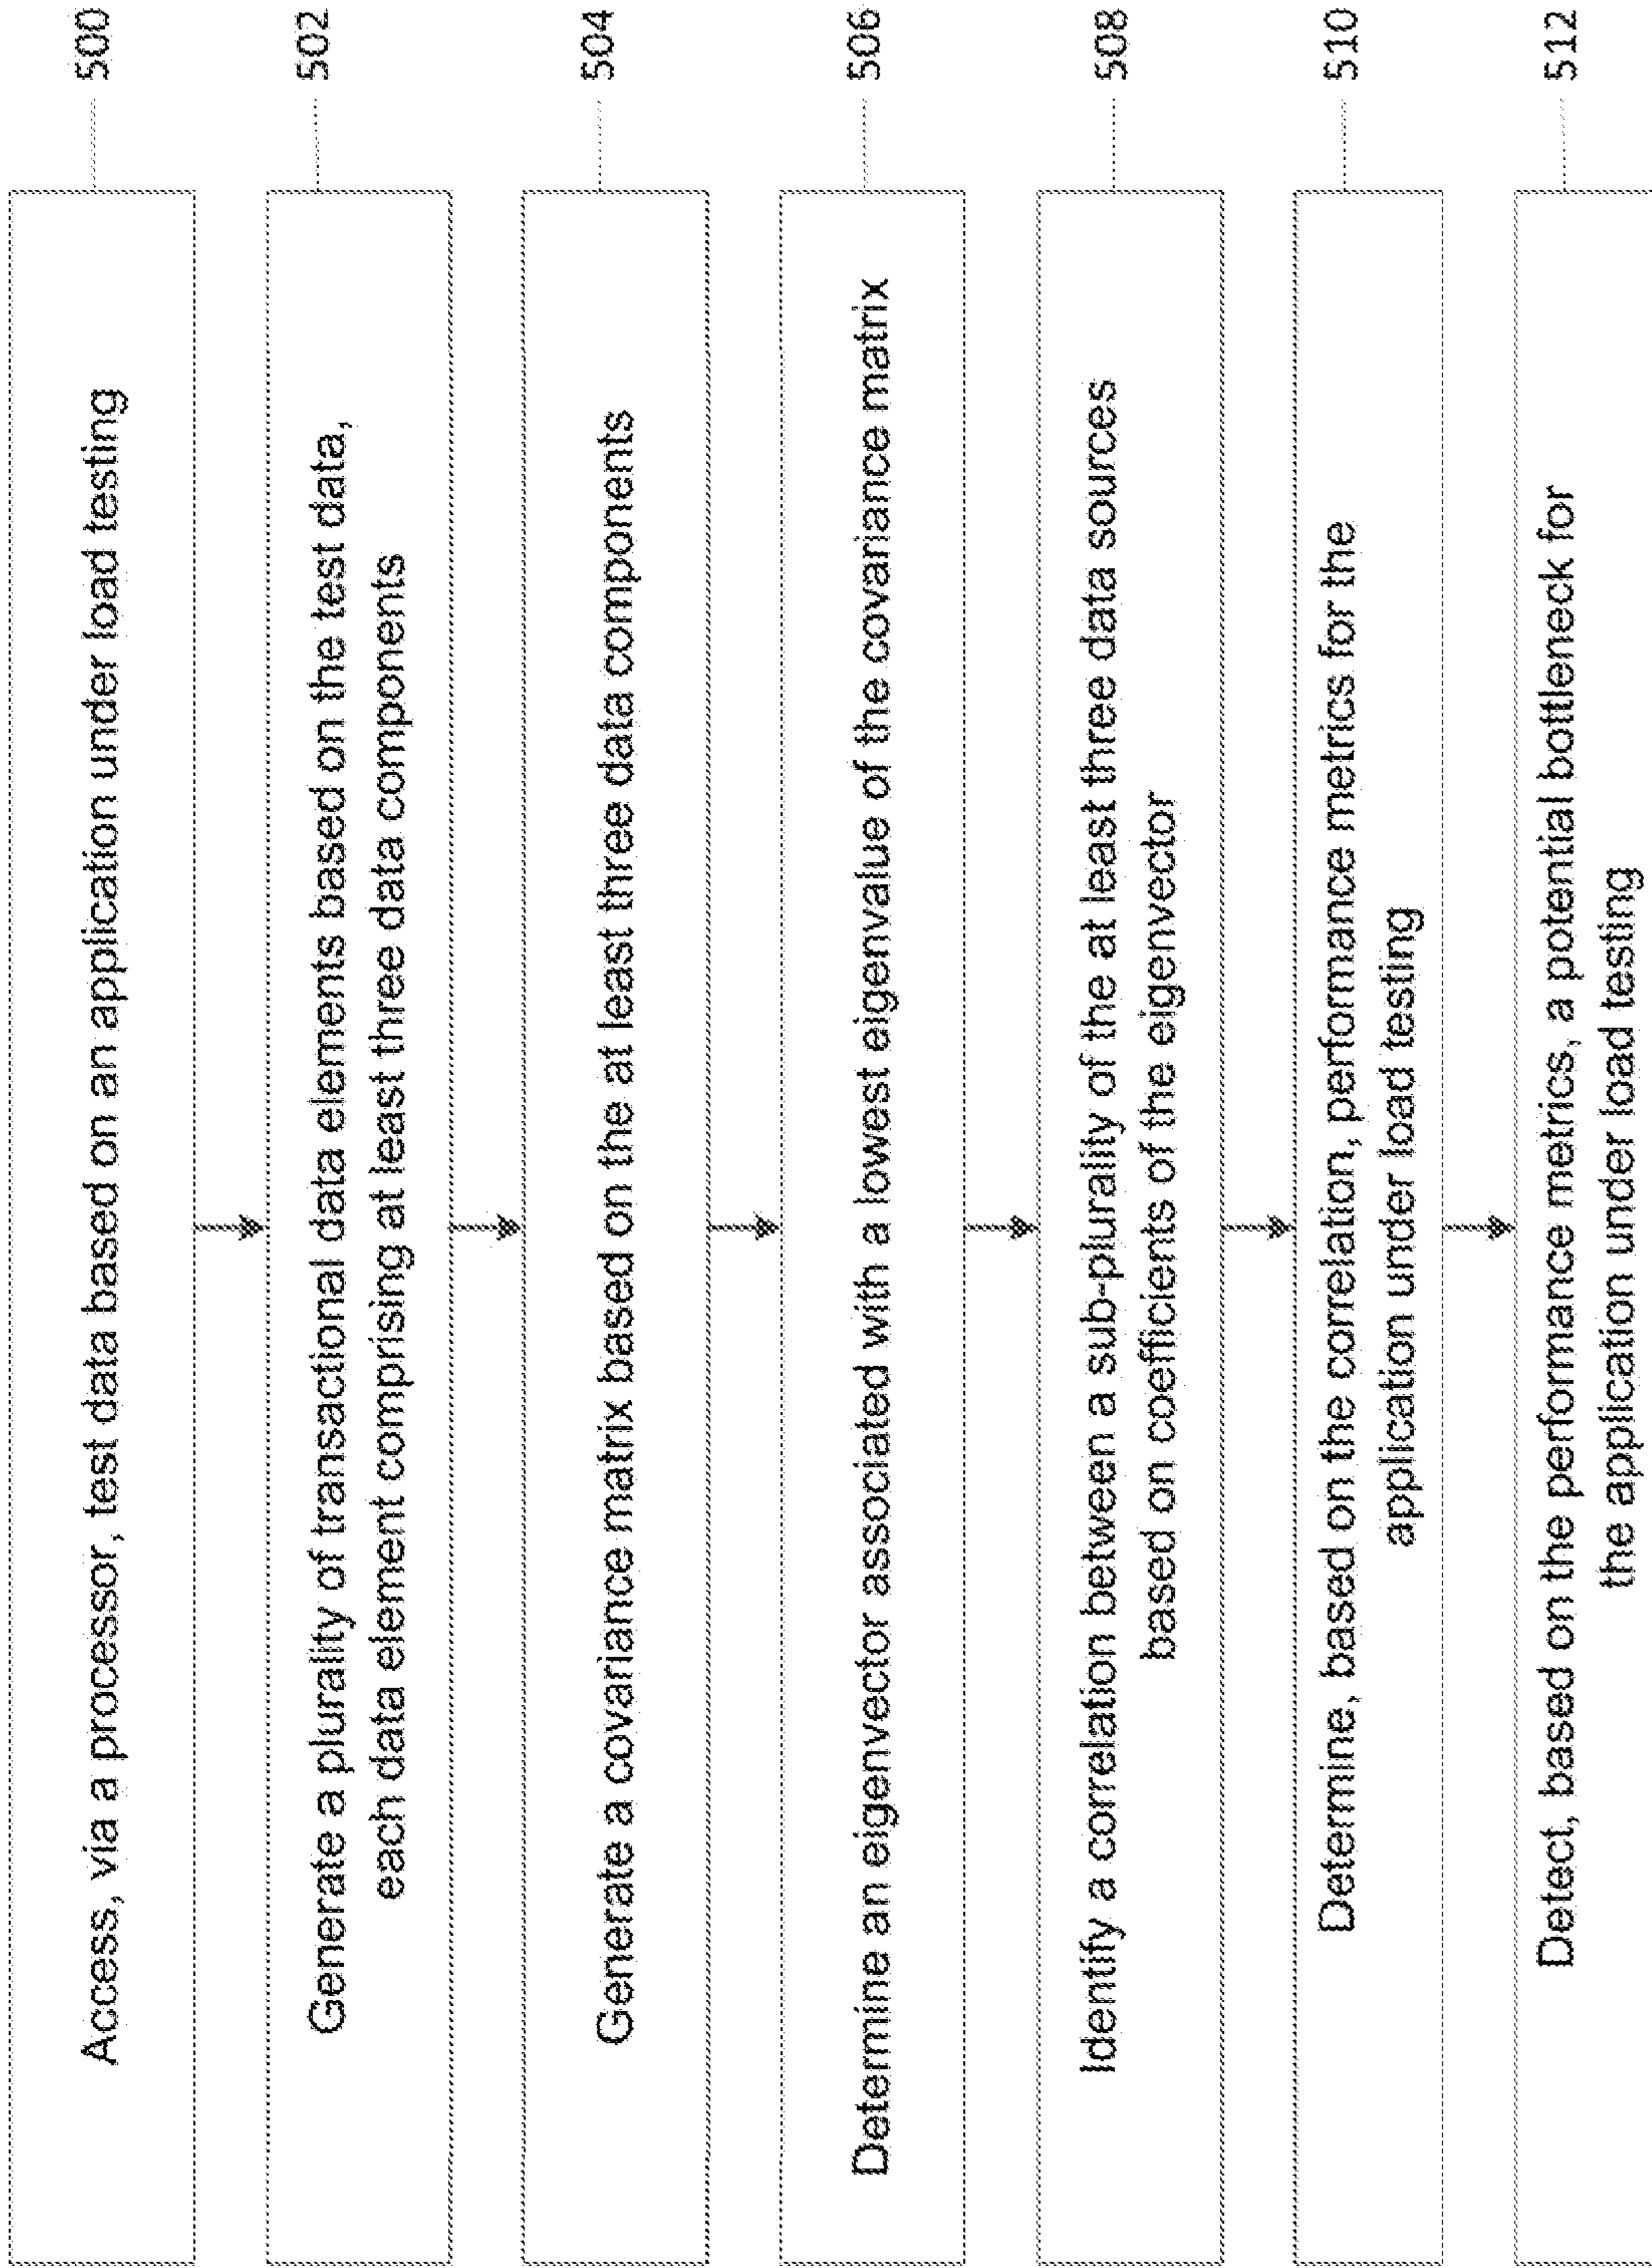 Access, via a processor, test data based on an application under load testing
500
Generate a plurality of transactional data elements based on the test data,
each data element comprising at least three data components
502
Generate a covariance matrix based on the at least three data components
504
Determine an eigenvector associated with a lowest eigenvalue of the covariance matrix
506
Identify a correlation between a sub-plurality of the at least three data sources
based on coefficients of the eigenvector
508
Determine, based on the correlation, performance metrics for the
application under load testing
510
Detect, based on the performance metrics, a potential bottleneck for
the application under load testing
512